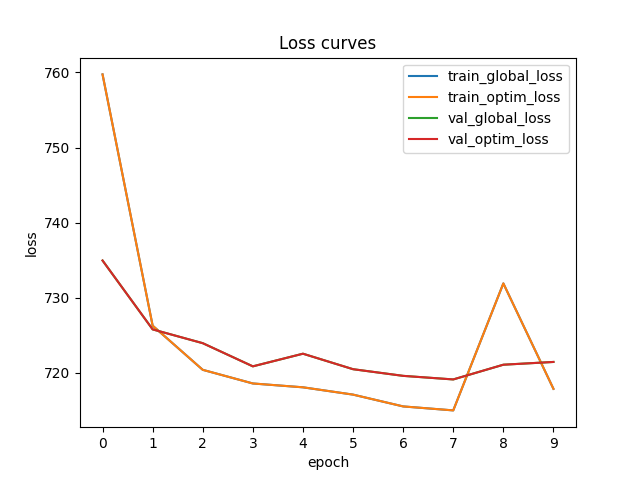 Loss curves
760
750
740
730
720
loss
train_global_loss
train_optim_loss
val_global_loss
val_optim_loss
0 1 2 3 4 5 6 7 8 9
epoch